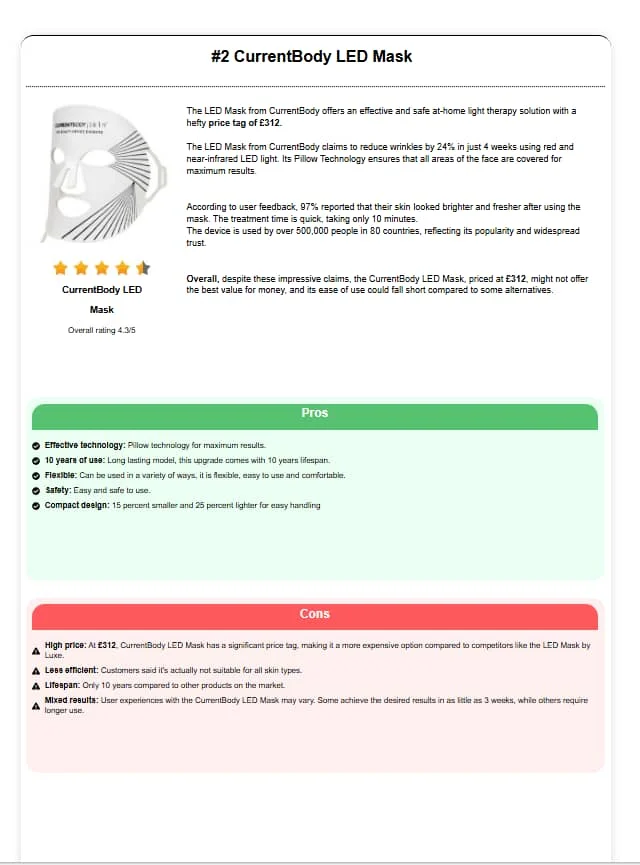 #2 CurrentBody LED Mask
The LED Mask from CurrentBody offers an effective and safe at-home light therapy solution with a
hefty price tag of £312.
The LED Mask from CurrentBody claims to reduce wrinkles by 24% in just 4 weeks using red and
near-infrared LED light. Its Pillow Technology ensures that all areas of the face are covered for
maximum results.
According to user feedback, 97% reported that their skin looked brighter and fresher after using the
mask. The treatment time is quick, taking only 10 minutes.
The device is used by over 500,000 people in 80 countries, reflecting its popularity and widespread
trust.
Overall, despite these impressive claims, the CurrentBody LED Mask, priced at £312, might not offer
the best value for money, and its ease of use could fall short compared to some alternatives.
CURRENTBODY
CurrentBody LED
Mask
Overall rating 4.3/5
Pros
Effective technology: Pillow technology for maximum results.
10 years of use: Long lasting model, this upgrade comes with 10 years lifespan.
Flexible: Can be used in a variety of ways, it is flexible, easy to use and comfortable.
Safety: Easy and safe to use.
Compact design: 15 percent smaller and 25 percent lighter for easy handling
Cons
High price: At £312, CurrentBody LED Mask has a significant price tag, making it a more expensive option compared to competitors like the LED Mask by
Luxe.
Less efficient: Customers said it's actually not suitable for all skin types.
Lifespan: Only 10 years compared to other products on the market.
Mixed results: User experiences with the CurrentBody LED Mask may vary. Some achieve the desired results in as little as 3 weeks, while others require
longer use.